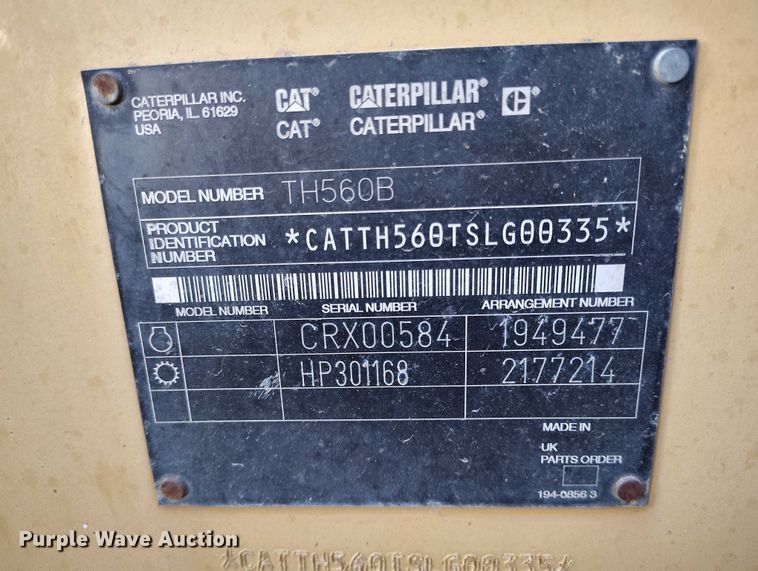 CATERPILLAR INC.
PEORIA, IL. 61629
USA
CAT® CATERPILLAR®
CAT® CATERPILLAR®
MODEL NUMBER TH560B
PRODUCT
IDENTIFICATION
NUMBER *CATTH560TSLG00335*
MODEL NUMBER SERIAL NUMBER ARRANGEMENT NUMBER
CRX00584 1949477
HP301168 2177214
MADE IN
UK
PARTS ORDER
194-0856 3
Purple Wave Auction
*CATTH560TSLG00335*